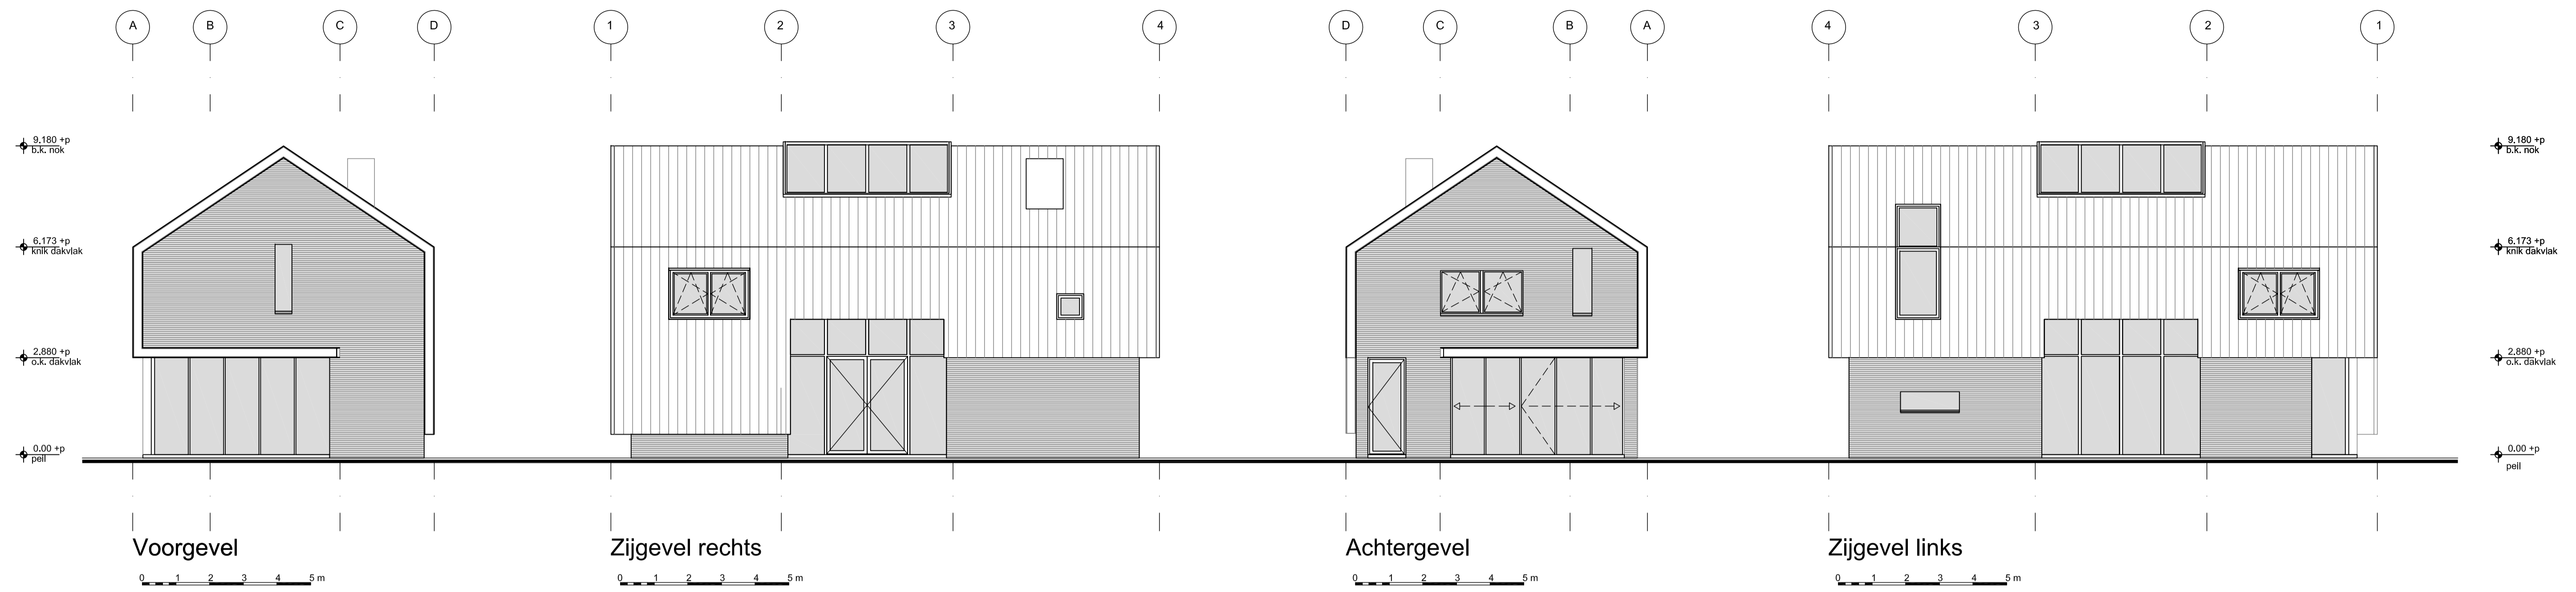 A B C D 1 2 3 4 D C B A 4 3 2 1
9.180 +p
b.k. nok
9.180 +p
b.k. nok
6.173 +p
knik dakvlak
6.173 +p
knik dakvlak
2.880 +p
o.k. dakvlak
2.880 +p
o.k. dakvlak
0.00 +p
peil
0.00 +p
peil
Voorgevel
0 1 2 3 4 5 m
Zijgevel rechts
0 1 2 3 4 5 m
Achtergevel
0 1 2 3 4 5 m
Zijgevel links
0 1 2 3 4 5 m